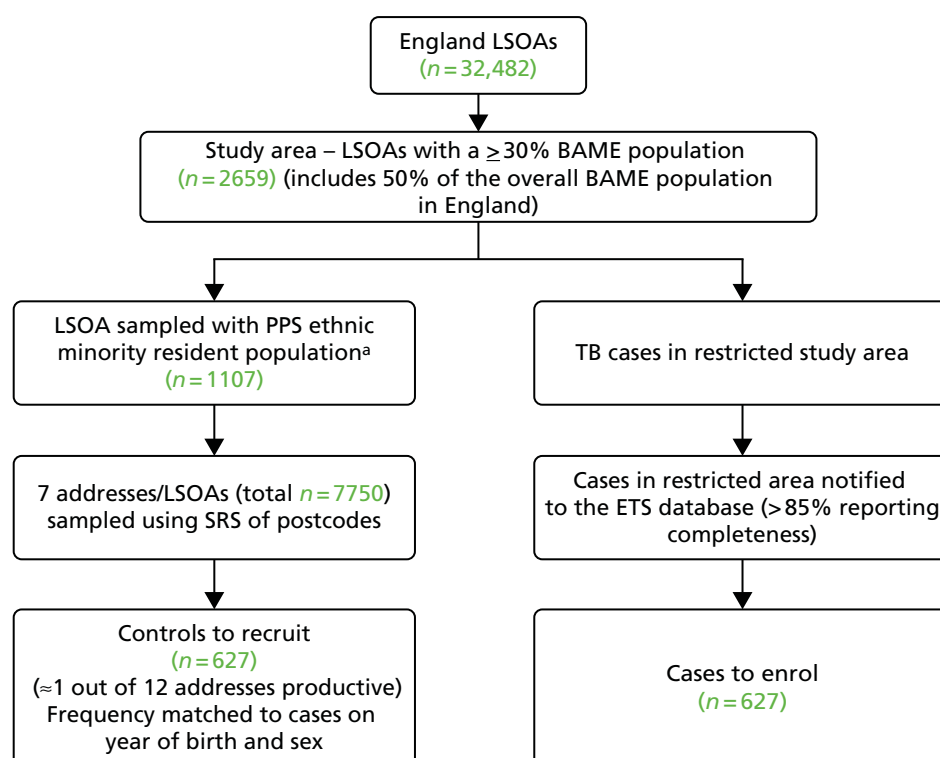 England LSOAs
(n=32,482)
Study area – LSOAs with a ≥30% BAME population
(n=2659) (includes 50% of the overall BAME population
in England)
LSOA sampled with PPS ethnic
minority resident populationᵃ
(n=1107)
7 addresses/LSOAs (total n=7750)
sampled using SRS of postcodes
Controls to recruit
(n=627)
(≈1 out of 12 addresses productive)
Frequency matched to cases on
year of birth and sex
TB cases in restricted study area
Cases in restricted area notified
to the ETS database (>85% reporting
completeness)
Cases to enrol
(n=627)